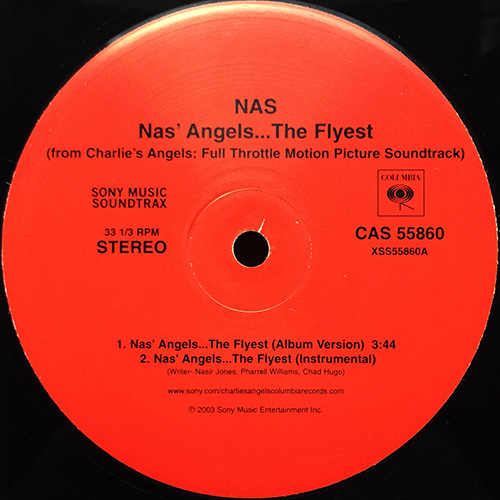 NAS
Nas' Angels...The Flyest
(from Charlie's Angels: Full Throttle Motion Picture Soundtrack)
SONY MUSIC
SOUNDTRAX
COLUMBIA
33 1/3 RPM
STEREO
CAS 55860
XSS55860A
1. Nas' Angels...The Flyest (Album Version) 3:44
2. Nas' Angels...The Flyest (Instrumental)
(Writer- Nasir Jones, Pharrell Williams, Chad Hugo)
www.sony.com/charliesangelscolumbiarecords.com
℗ 2003 Sony Music Entertainment Inc.